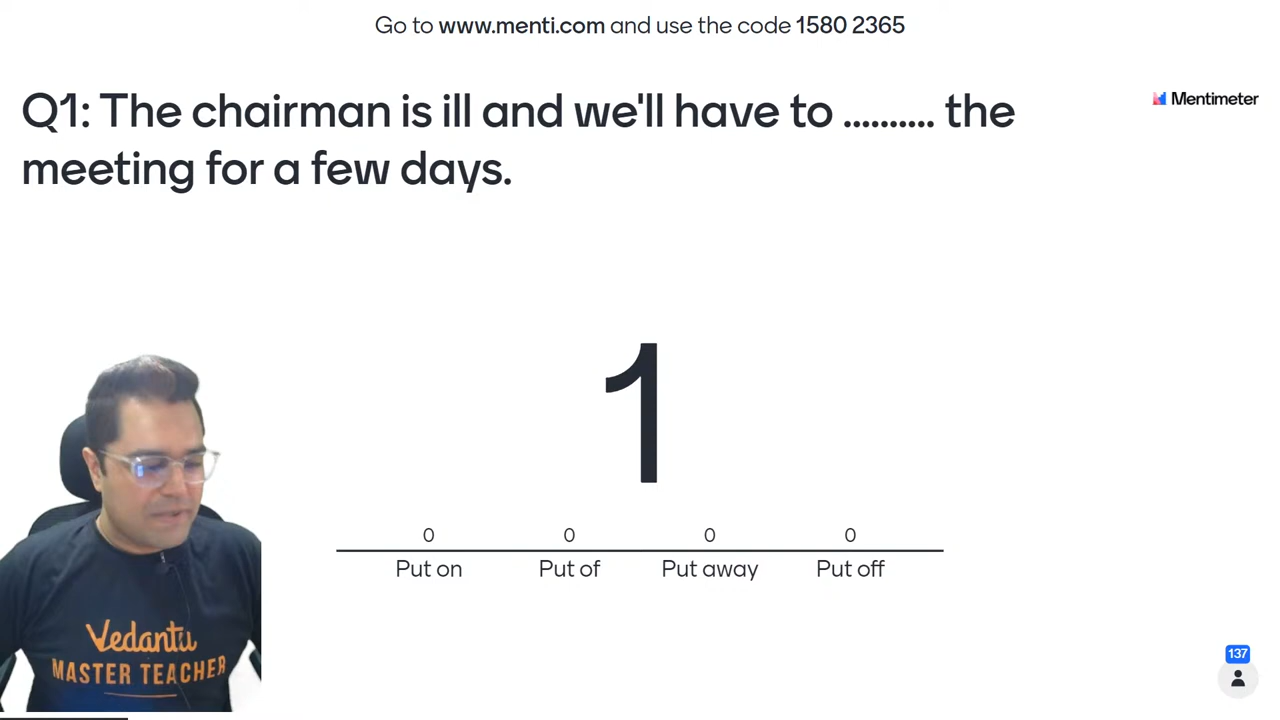 Go to www.menti.com and use the code 1580 2365
Q1: The chairman is ill and we'll have to .......... the
meeting for a few days.
Mentimeter
1
0 0 0 0
Put on Put of Put away Put off
Vedantu
MASTER TEACHER
137